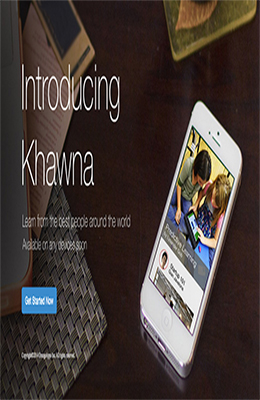 Introducing
Khawna
Learn from the best people around the world
Available on any devices soon
Get Started Now